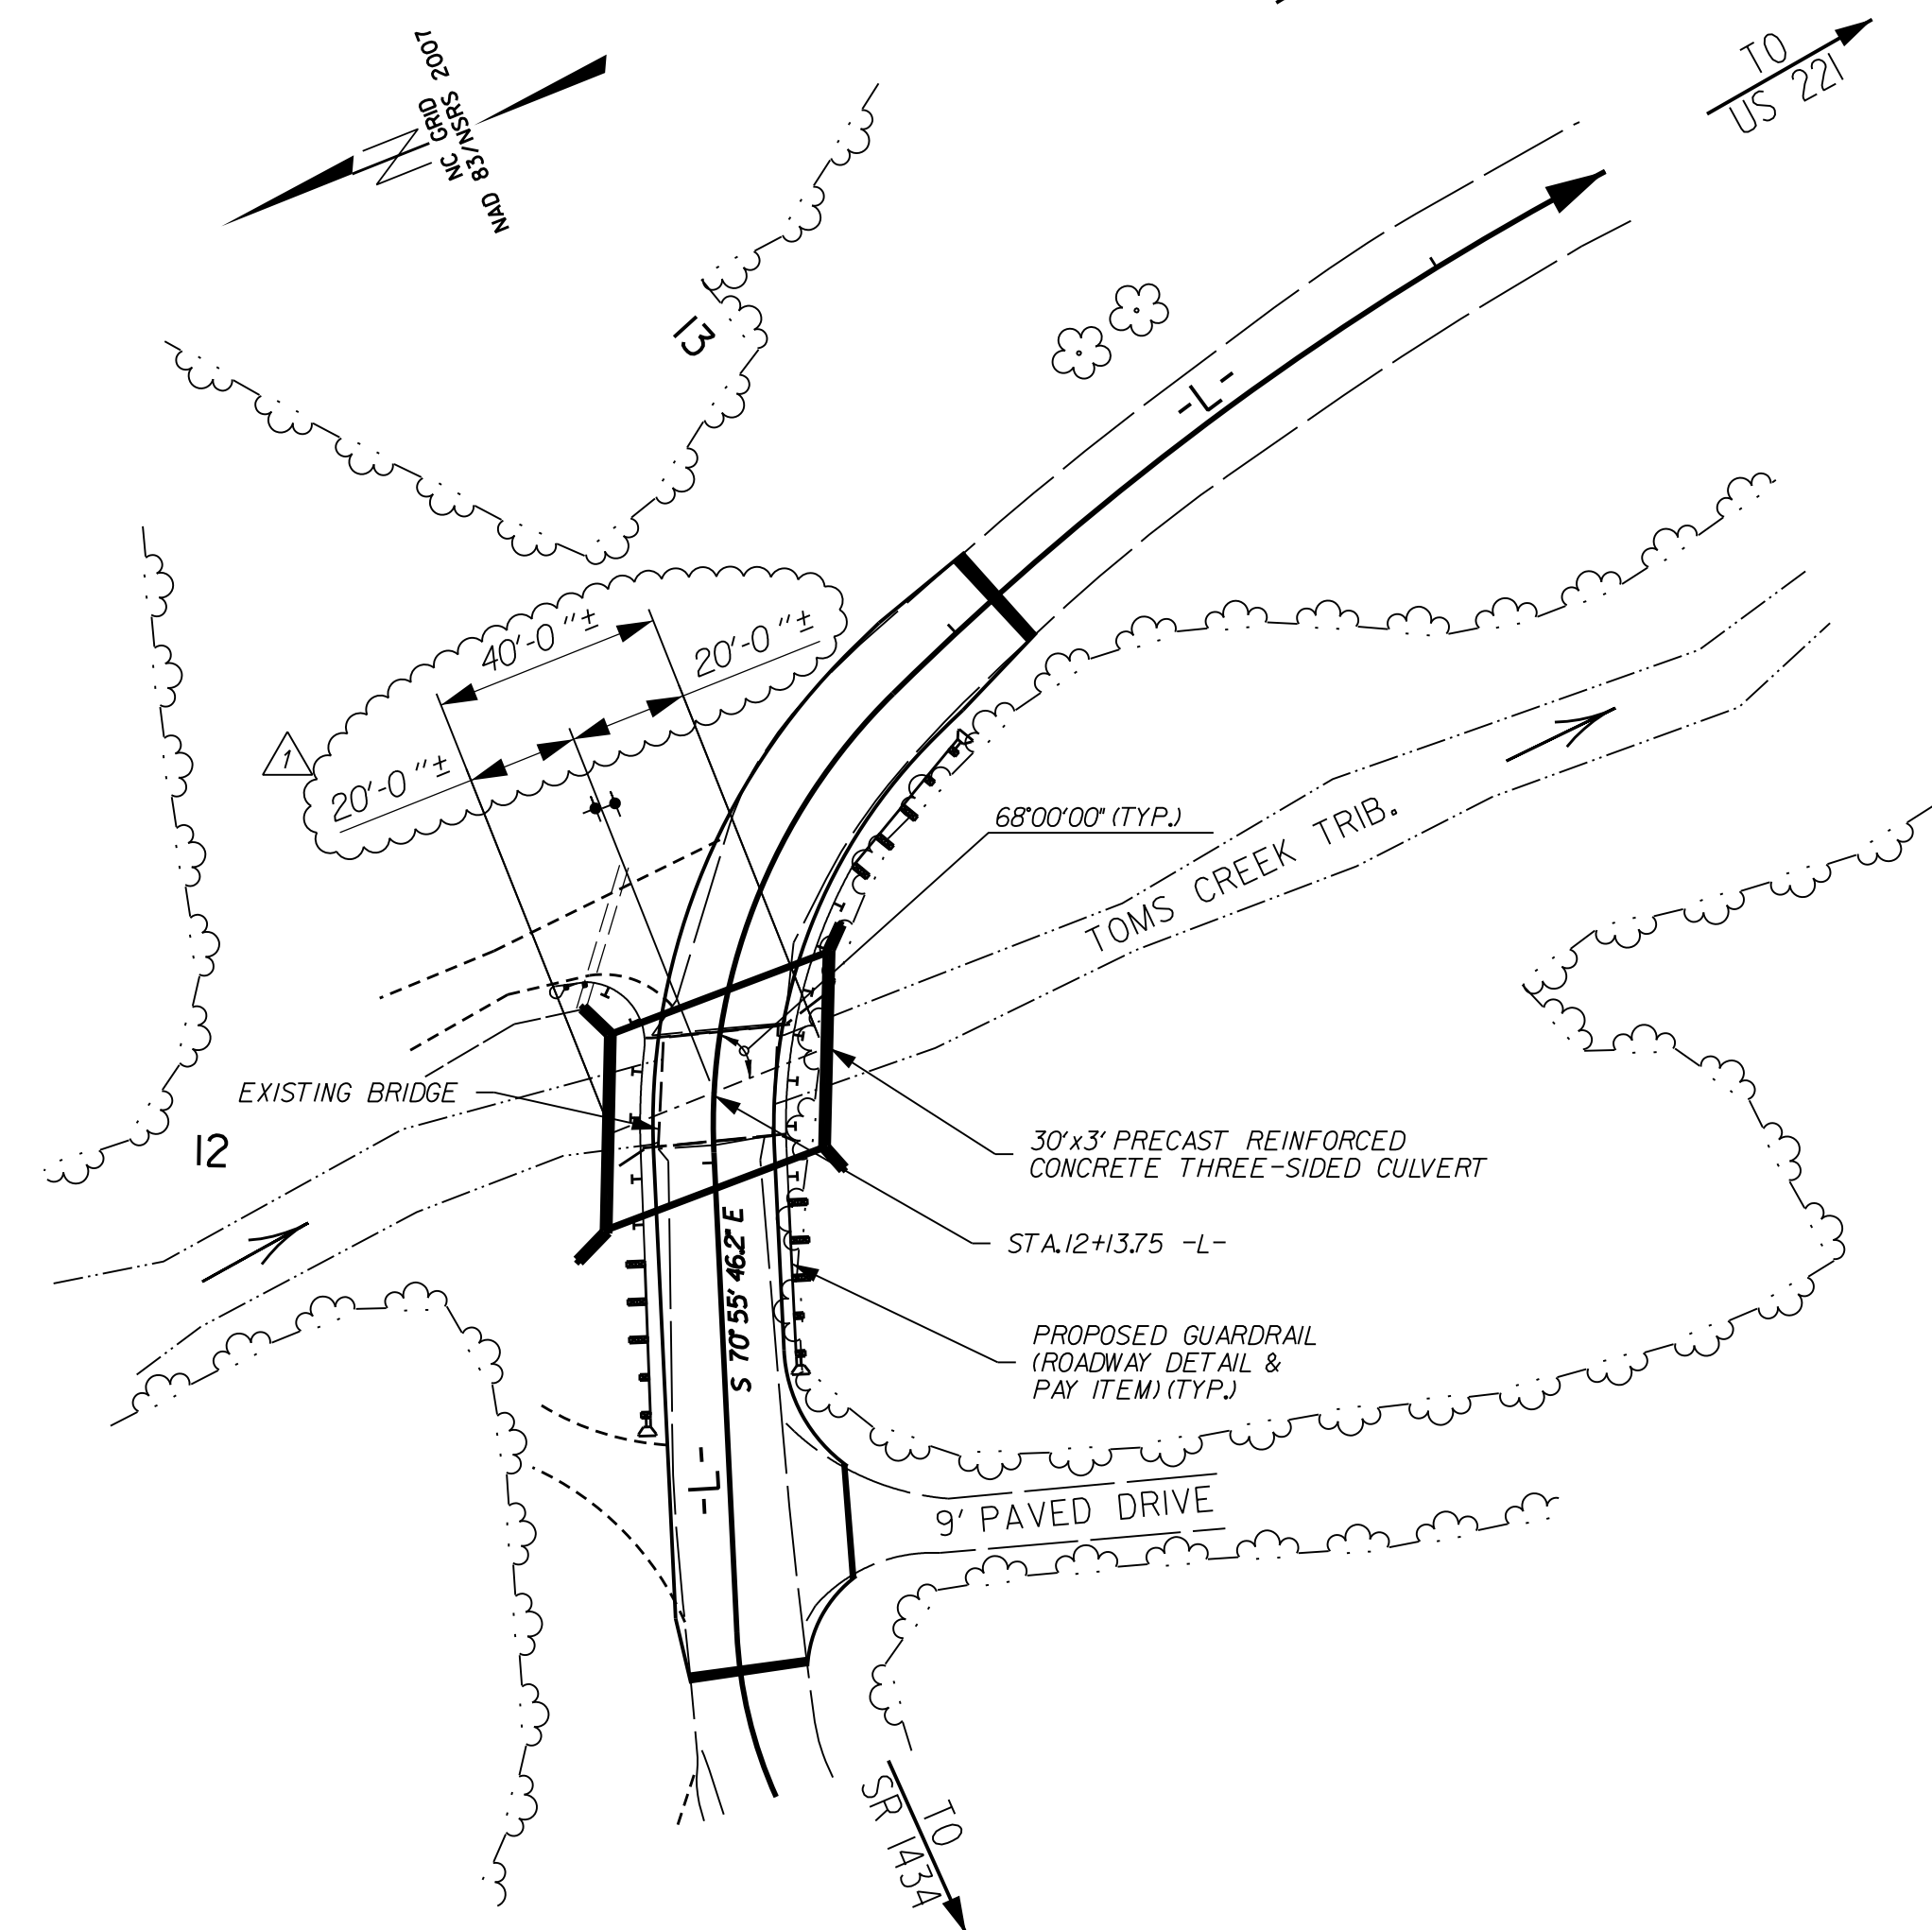 NC GRID
NAD 83/NSRS 2007
TO
US 221
3
-L-
40'-0"±
20'-0"±
20'-0"±
1
68°00'00" (TYP.)
TOMS CREEK TRIB.
EXISTING BRIDGE
12
30'x3' PRECAST REINFORCED
CONCRETE THREE-SIDED CULVERT
STA.12+13.75 -L-
S 70°55'46.2" E
PROPOSED GUARDRAIL
(ROADWAY DETAIL &
PAY ITEM) (TYP.)
-L-
9' PAVED DRIVE
TO
SR 1434